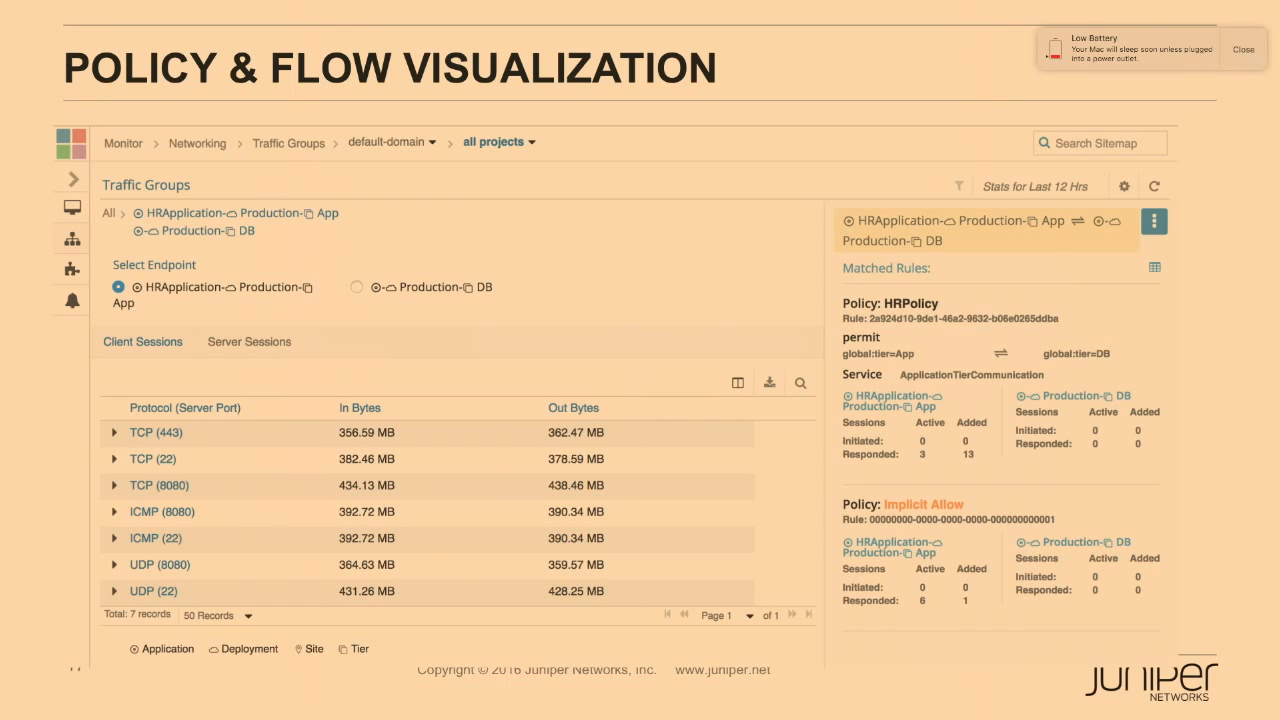 POLICY & FLOW VISUALIZATION
Low Battery
Your Mac will sleep soon unless plugged
into a power outlet.
Close
Monitor > Networking > Traffic Groups > default-domain > all projects
Search Sitemap
Traffic Groups
Stats for Last 12 Hrs
All > HRApplication- Production- App
- Production- DB
Select Endpoint
HRApplication- Production-
App
- Production- DB
Client Sessions Server Sessions
Protocol (Server Port) In Bytes Out Bytes
TCP (443) 356.59 MB 362.47 MB
TCP (22) 382.46 MB 378.59 MB
TCP (8080) 434.13 MB 438.46 MB
ICMP (8080) 392.72 MB 390.34 MB
ICMP (22) 392.72 MB 390.34 MB
UDP (8080) 364.63 MB 359.57 MB
UDP (22) 431.26 MB 428.25 MB
Total: 7 records 50 Records Page 1 of 1
Application Deployment Site Tier
HRApplication- Production- App ⇌ -
Production- DB
Matched Rules:
Policy: HRPolicy
Rule: 2a924d10-9de1-46a2-9632-b06e0265ddba
permit
global:tier=App ⇌ global:tier=DB
Service ApplicationTierCommunication
HRApplication-
Production- App
Sessions Active Added
Initiated: 0 0
Responded: 3 13
- Production- DB
Sessions Active Added
Initiated: 0 0
Responded: 0 0
Policy: Implicit Allow
Rule: 00000000-0000-0000-0000-000000000001
HRApplication-
Production- App
Sessions Active Added
Initiated: 0 0
Responded: 6 1
- Production- DB
Sessions Active Added
Initiated: 0 0
Responded: 0 0
Copyright © 2016 Juniper Networks, Inc. www.juniper.net
JUNIPER
NETWORKS